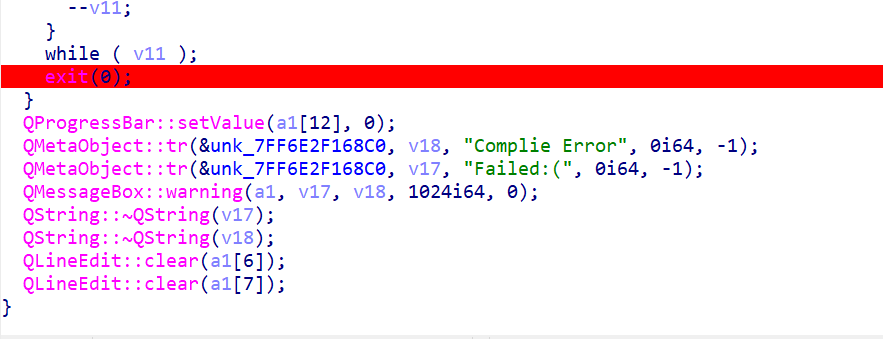 --v11;
}
while ( v11 );
exit(0);
}
QProgressBar::setValue(a1[12], 0);
QMetaObject::tr(&unk_7FF6E2F168C0, v18, "Complie Error", 0i64, -1);
QMetaObject::tr(&unk_7FF6E2F168C0, v17, "Failed:(", 0i64, -1);
QMessageBox::warning(a1, v17, v18, 1024i64, 0);
QString::~QString(v17);
QString::~QString(v18);
QLineEdit::clear(a1[6]);
QLineEdit::clear(a1[7]);
}